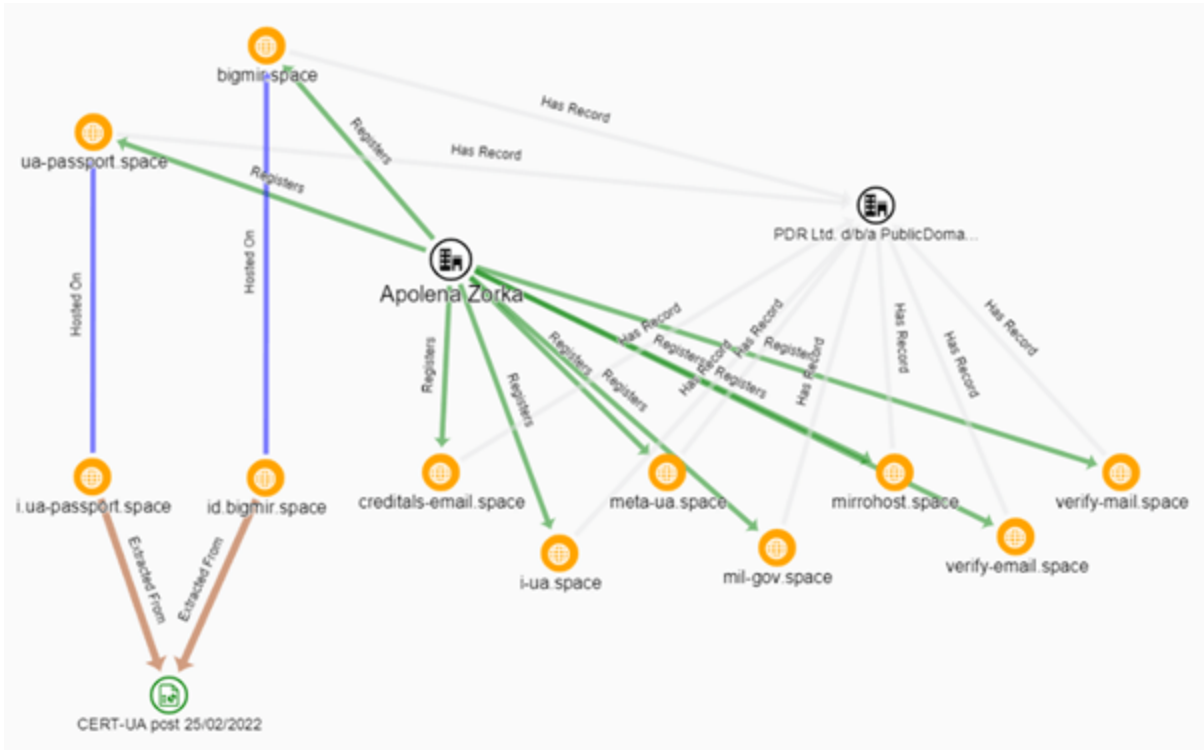 bigmir.space
Has Record
Registers
ua-passport.space
Has Record
Registers
PDR Ltd. d/b/a PublicDoma...
Hosted On
Hosted On
Apolena Zorka
Has Record
Has Record
Has Record
Has Record
Has Record
Has Record
Has Record
Registers
Registers
Registers
Registers
Registers
Registers
Registers
i.ua-passport.space
id.bigmir.space
creditals-email.space
meta-ua.space
mirrohost.space
verify-mail.space
i-ua.space
mil-gov.space
verify-email.space
Extracted From
Extracted From
CERT-UA post 25/02/2022